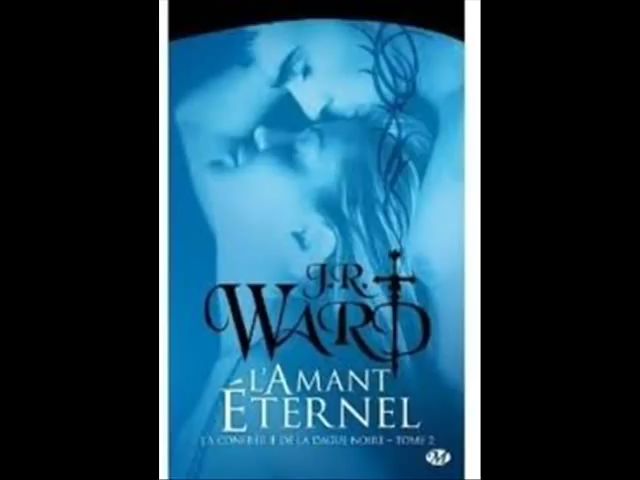 J.R.
WARD
L'AMANT
ÉTERNEL
LA CONFRÉRIE DE LA DAGUE NOIRE – TOME 2
M